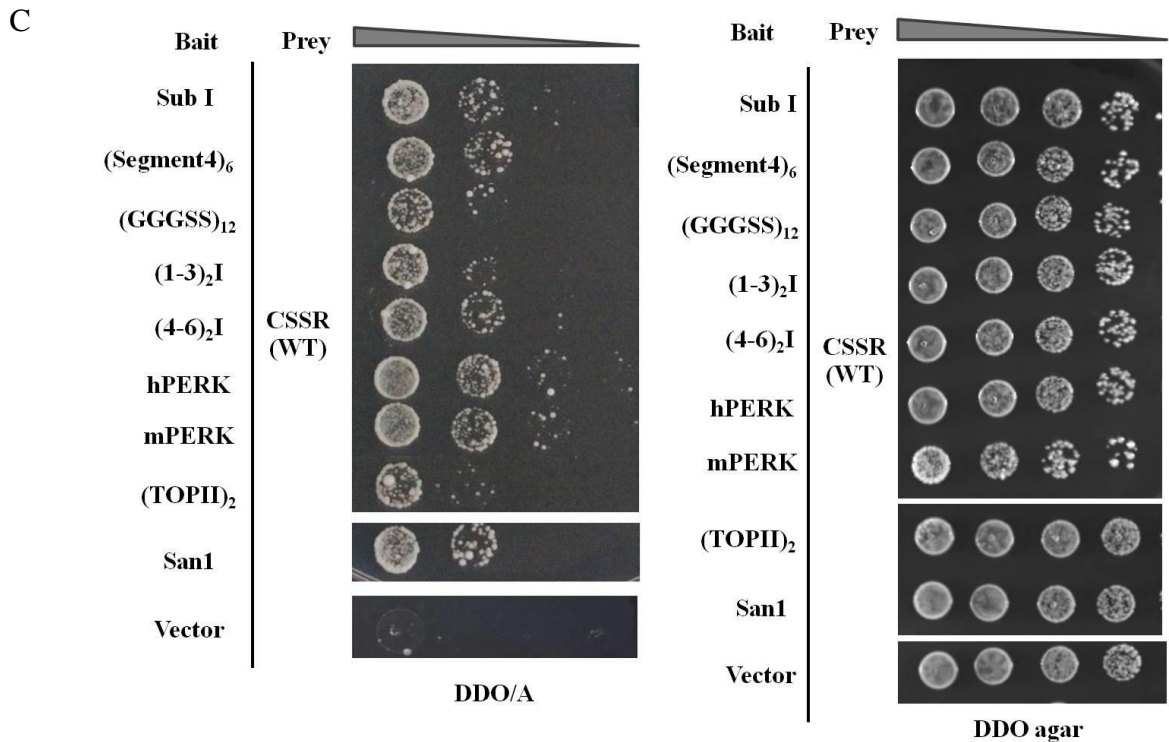 C
Bait Prey
Sub I
(Segment4)₆
(GGGSS)₁₂
(1-3)₂I
(4-6)₂I
CSSR
(WT)
hPERK
mPERK
(TOPII)₂
San1
Vector
DDO/A
Bait Prey
Sub I
(Segment4)₆
(GGGSS)₁₂
(1-3)₂I
(4-6)₂I
CSSR
(WT)
hPERK
mPERK
(TOPII)₂
San1
Vector
DDO agar